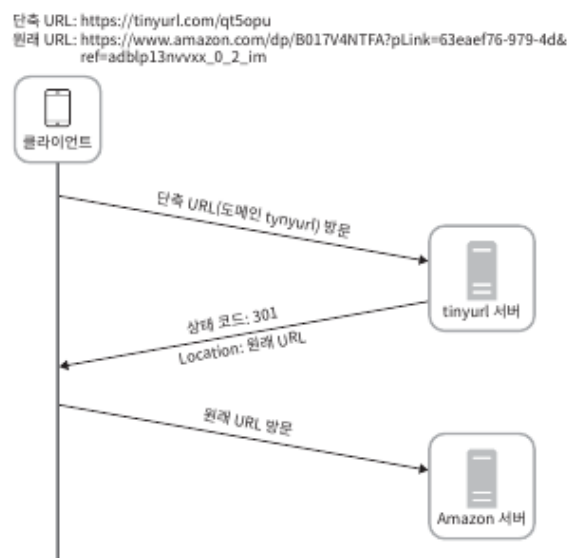 단축 URL: https://tinyurl.com/qt5opu
원래 URL: https://www.amazon.com/dp/B017V4NTFA?pLink=63eaef76-979-4d&
ref=adblp13nvvxx_0_2_im
클라이언트
단축 URL(도메인 tynyurl) 방문
tinyurl 서버
상태 코드: 301
Location: 원래 URL
원래 URL 방문
Amazon 서버